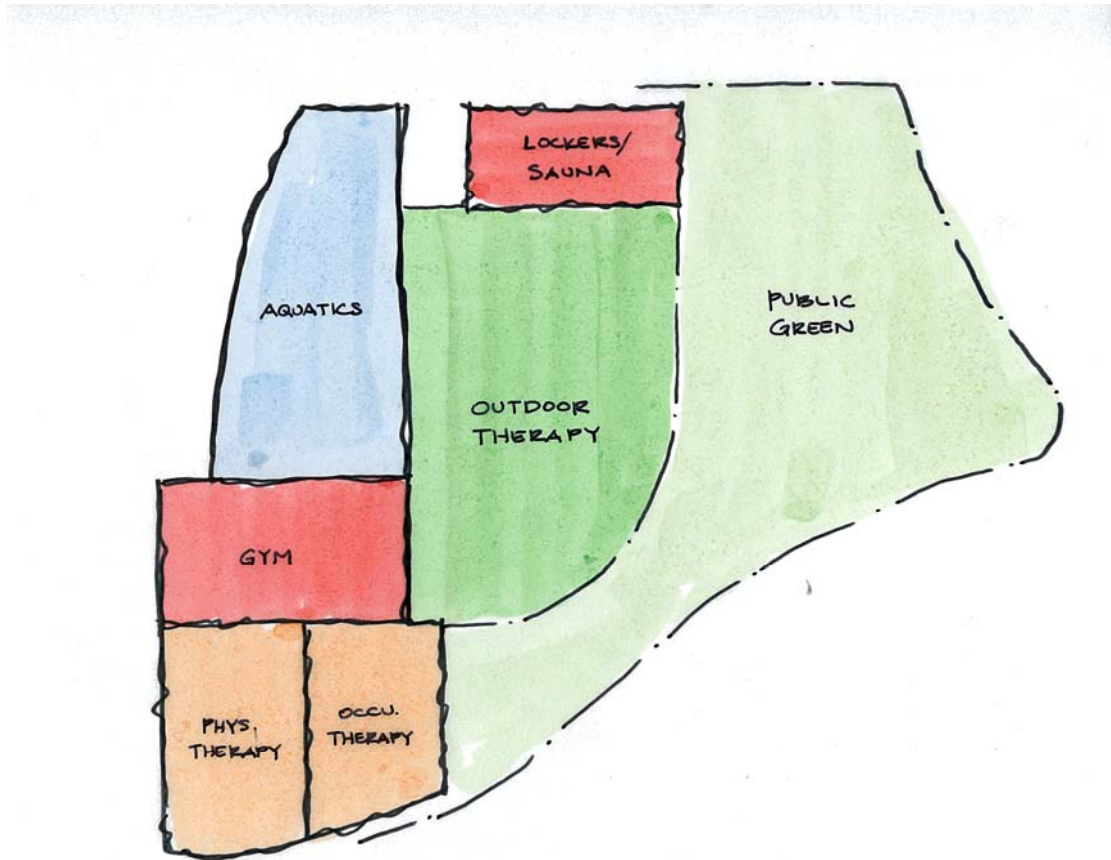 LOCKERS/
SAUNA
AQUATICS
PUBLIC
GREEN
OUTDOOR
THERAPY
GYM
PHYS.
THERAPY
OCCU.
THERAPY